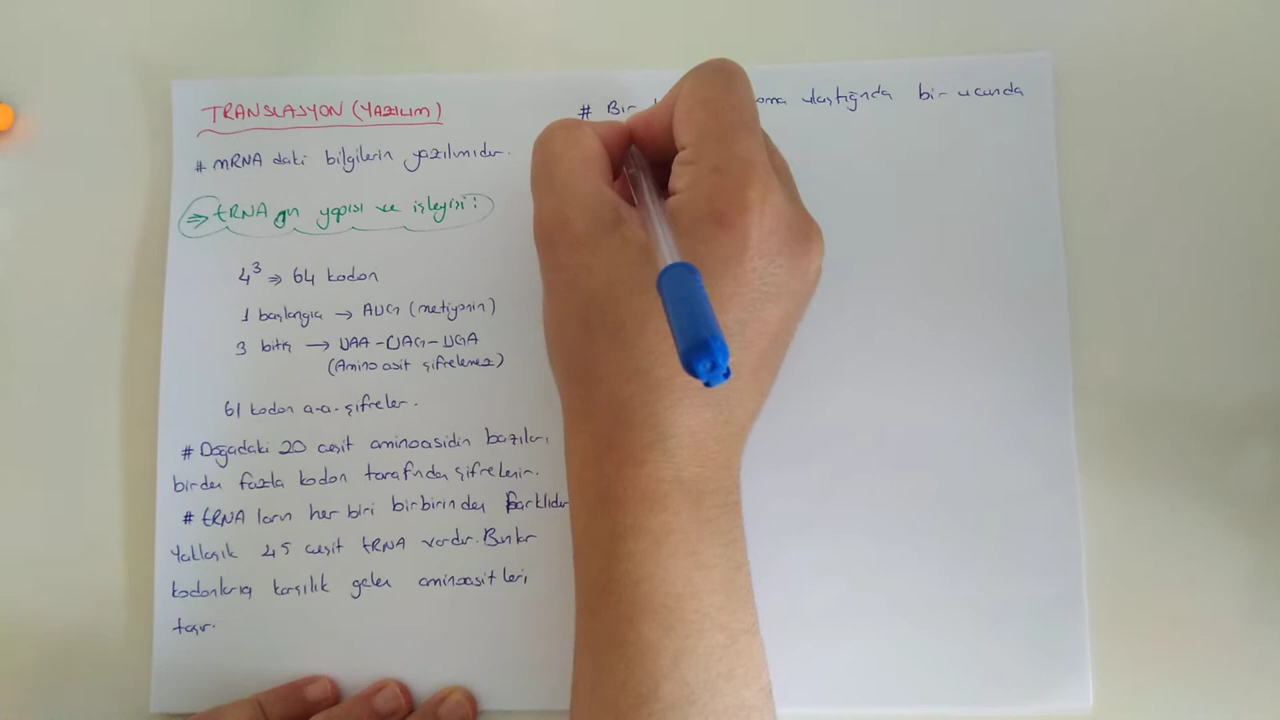 TRANSLASYON (YAZILIM)
# mRNA daki bilgilerin yazılımıdır.
⇒ tRNA nın yapısı ve işleyişi:
4³ ⇒ 64 kodon
1 başlangıç → AUG (metiyonin)
3 bitiş → UAA - UAG - UGA
(Amino asit şifrelemez)
61 kodon a.a. şifreler.
# Doğadaki 20 çeşit aminoasidin bazıları
birden fazla kodon tarafından şifrelenir.
# tRNA ların her biri birbirinden farklıdır
Yaklaşık 45 çeşit tRNA vardır. Bunlar
kodonlara karşılık gelen aminoasitleri
taşır.
# Bir ulaştığında bir ucunda